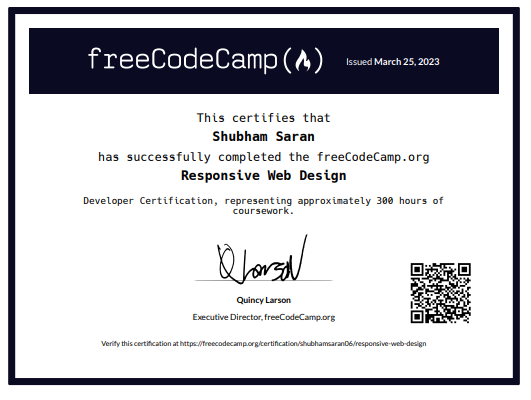 freeCodeCamp(🔥)
Issued March 25, 2023
This certifies that
Shubham Saran
has successfully completed the freeCodeCamp.org
Responsive Web Design
Developer Certification, representing approximately 300 hours of
coursework.
Quincy Larson
Executive Director, freeCodeCamp.org
Verify this certification at https://freecodecamp.org/certification/shubhamsaran06/responsive-web-design